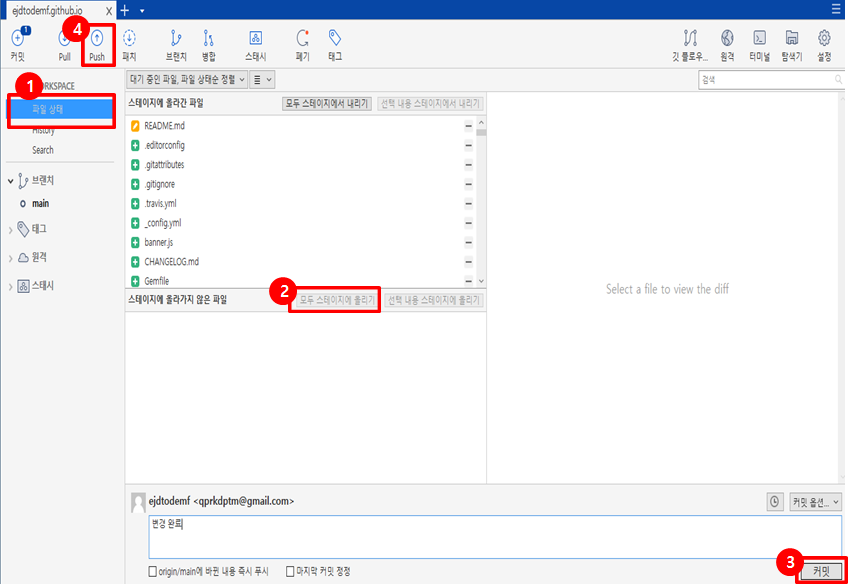 ejdtodemf.github.io X + ▾
1 4
커밋 Pull Push 패치 브랜치 병합 스태시 폐기 태그 깃 플로우... 원격 터미널 탐색기 설정
1 RKSPACE
대기 중인 파일, 파일 상태순 정렬 검색
파일 상태
스테이지에 올라간 파일 모두 스테이지에서 내리기 선택 내용 스테이지에서 내리기
History
Search
브랜치
main
태그
원격
스태시
README.md
.editorconfig
.gitattributes
.gitignore
.travis.yml
_config.yml
banner.js
CHANGELOG.md
Gemfile
스테이지에 올라가지 않은 파일 2 모두 스테이지에 올리기 선택 내용 스테이지에 올리기
Select a file to view the diff
ejdtodemf <qprkdptm@gmail.com> 커밋 옵션...
변경 완료
origin/main에 바뀐 내용 즉시 푸시 마지막 커밋 정정 3 커밋